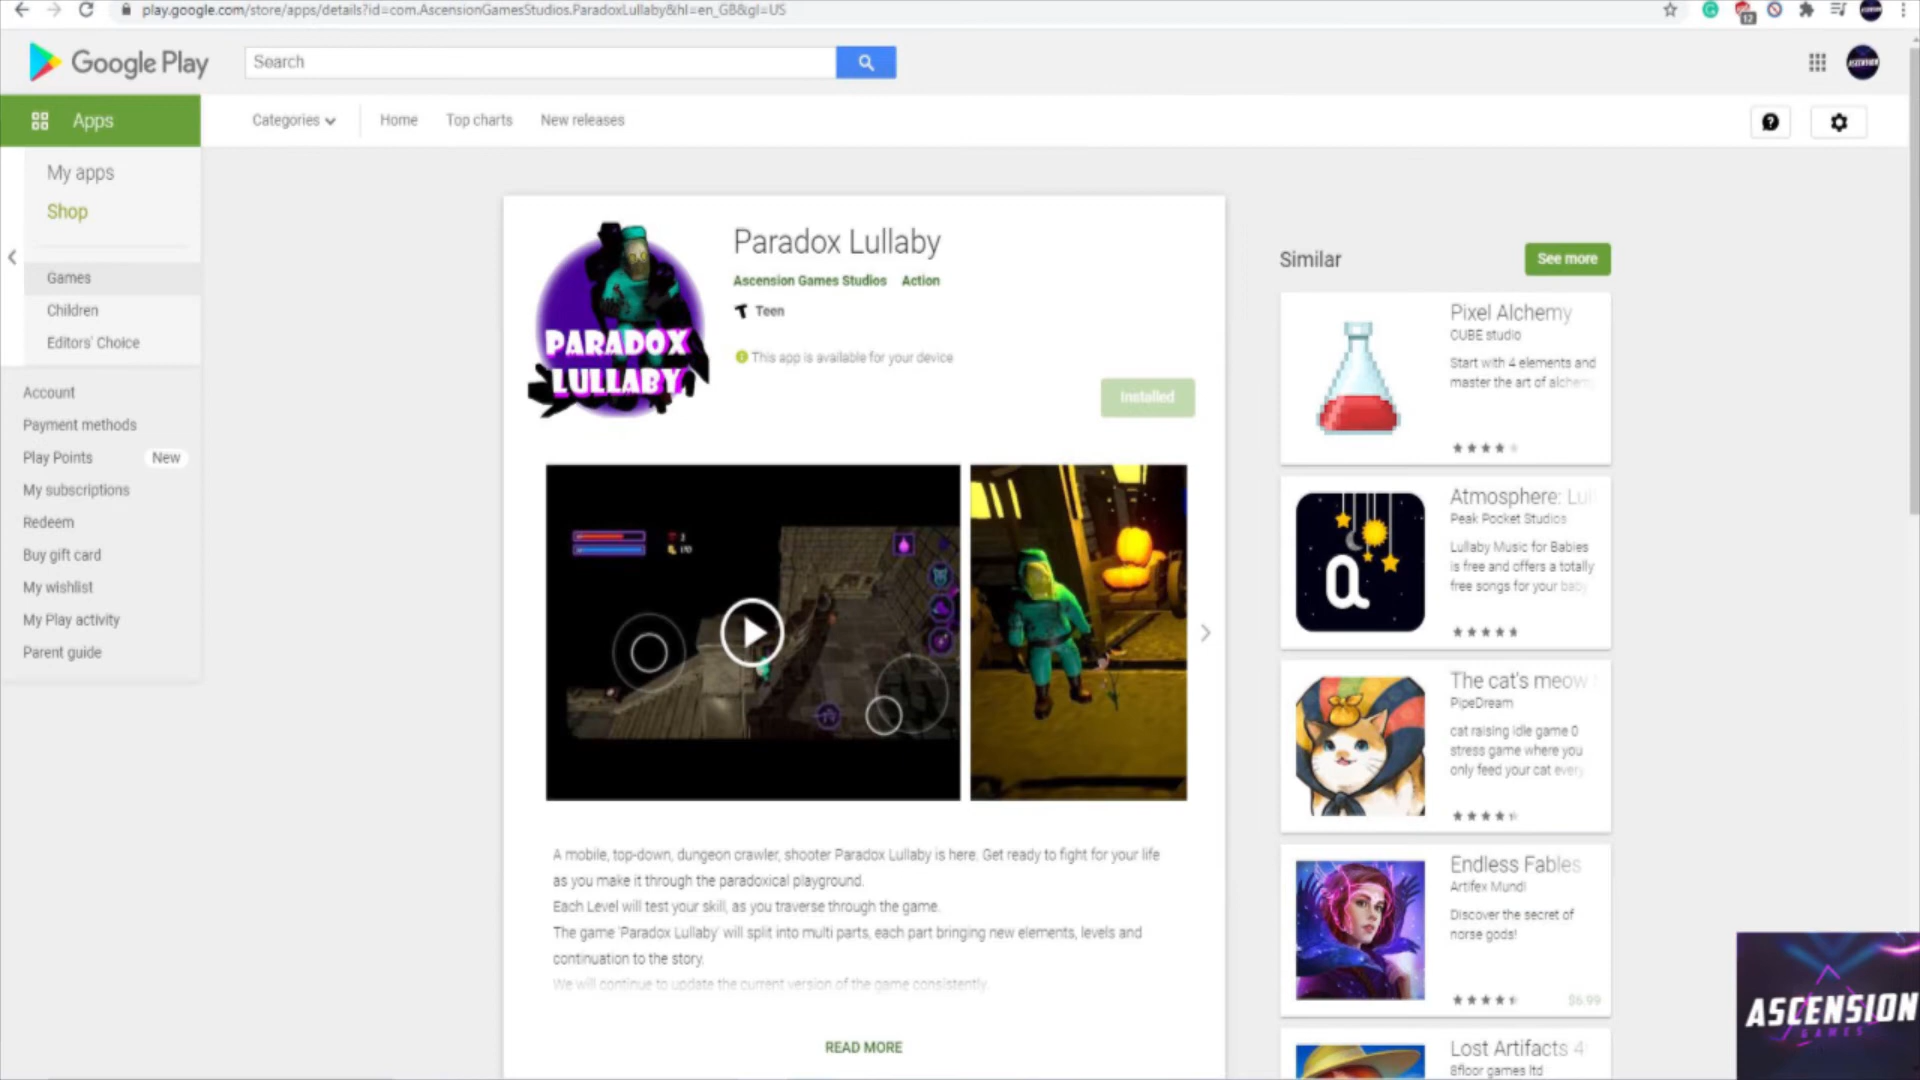 play.google.com/store/apps/details?id=com.AscensionGamesStudios.ParadoxLullaby&hl=en_GB&gl=US
12
Google Play
Search
Apps
Categories
Home
Top charts
New releases
My apps
Shop
Games
Children
Editors' Choice
Account
Payment methods
Play Points New
My subscriptions
Redeem
Buy gift card
My wishlist
My Play activity
Parent guide
PARADOX
LULLABY
Paradox Lullaby
Ascension Games Studios Action
Teen
This app is available for your device
Installed
A mobile, top-down, dungeon crawler, shooter Paradox Lullaby is here. Get ready to fight for your life
as you make it through the paradoxical playground.
Each Level will test your skill, as you traverse through the game.
The game 'Paradox Lullaby' will split into multi parts, each part bringing new elements, levels and
continuation to the story.
We will continue to update the current version of the game consistently.
READ MORE
Similar
See more
Pixel Alchemy
CUBE studio
Start with 4 elements and
master the art of alchem
Atmosphere: Lul
Peak Pocket Studios
Lullaby Music for Babies
is free and offers a totally
free songs for your baby
The cat's meow
PipeDream
cat raising idle game 0
stress game where you
only feed your cat every
Endless Fables
Artifex Mundi
Discover the secret of
norse gods!
$6.99
Lost Artifacts 4
8floor games ltd
ASCENSION
GAMES